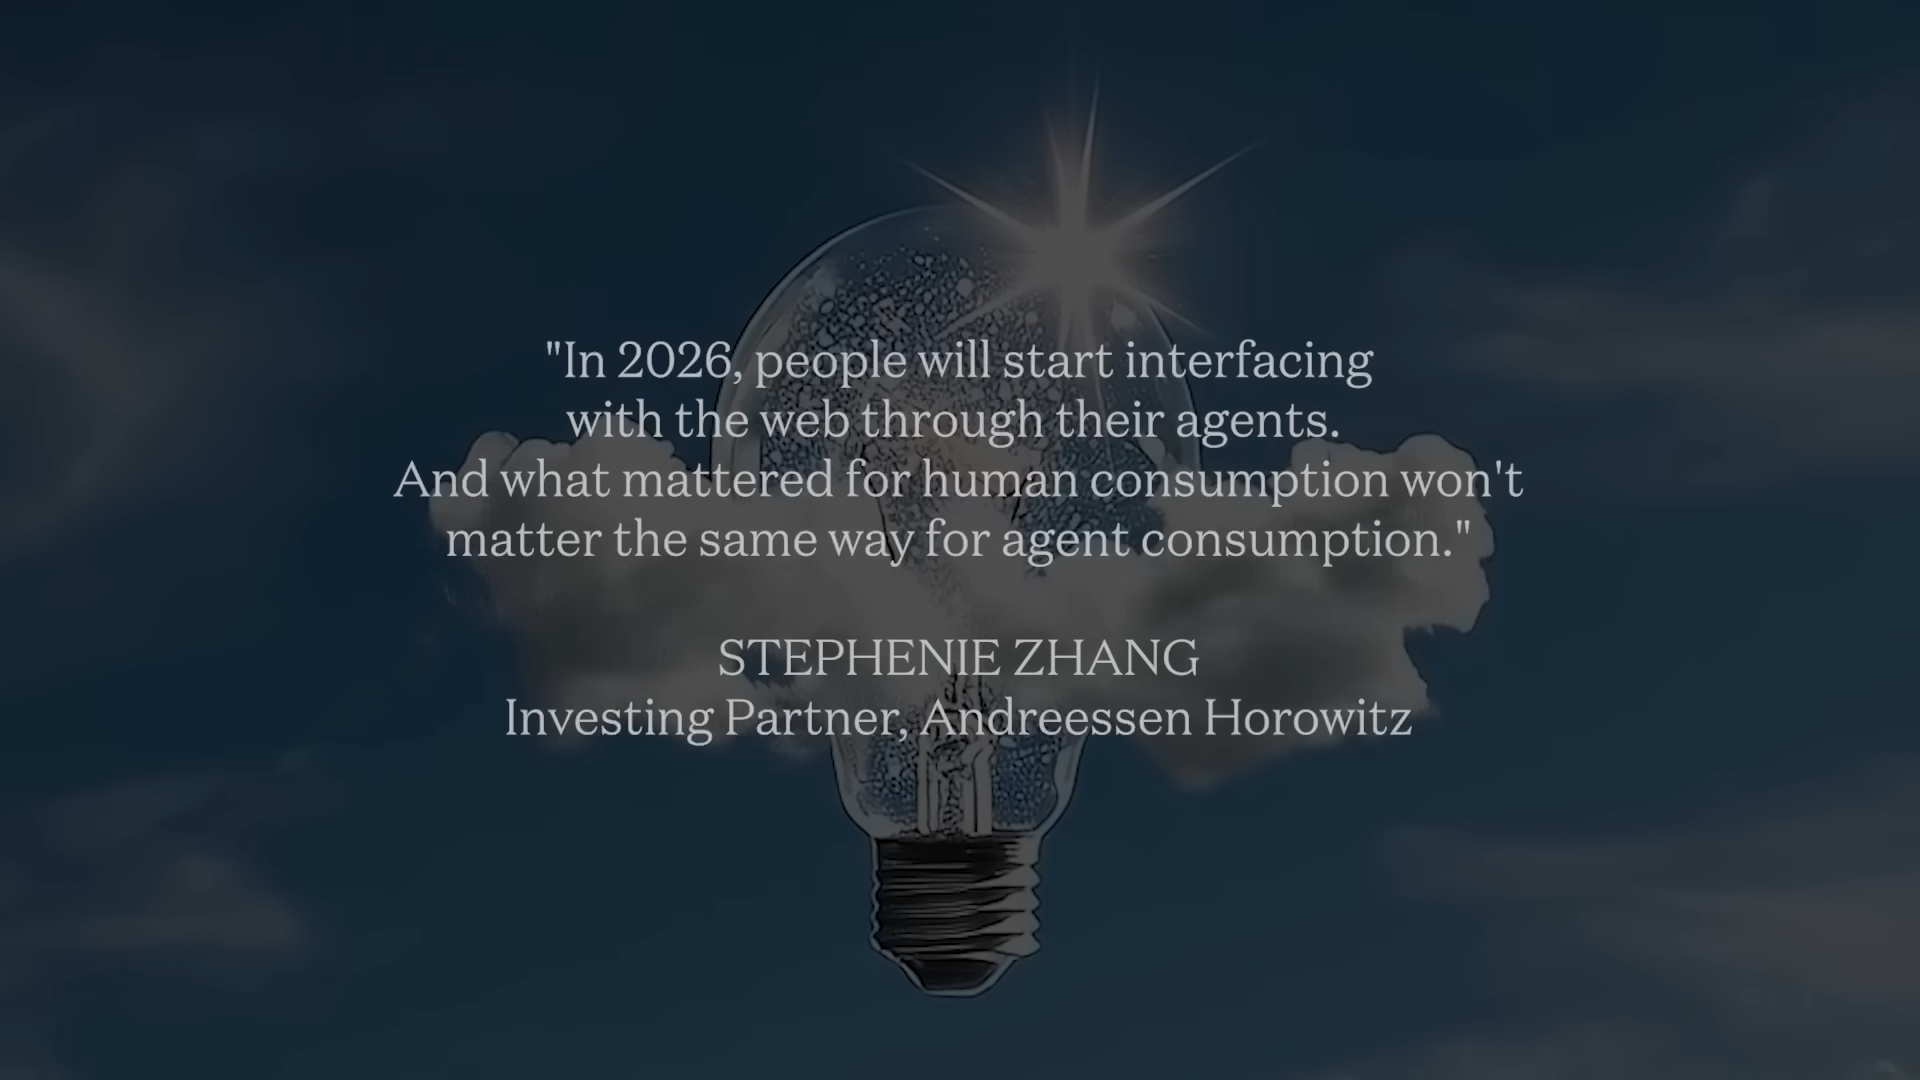 "In 2026, people will start interfacing
with the web through their agents.
And what mattered for human consumption won't
matter the same way for agent consumption."
STEPHENIE ZHANG
Investing Partner, Andreessen Horowitz